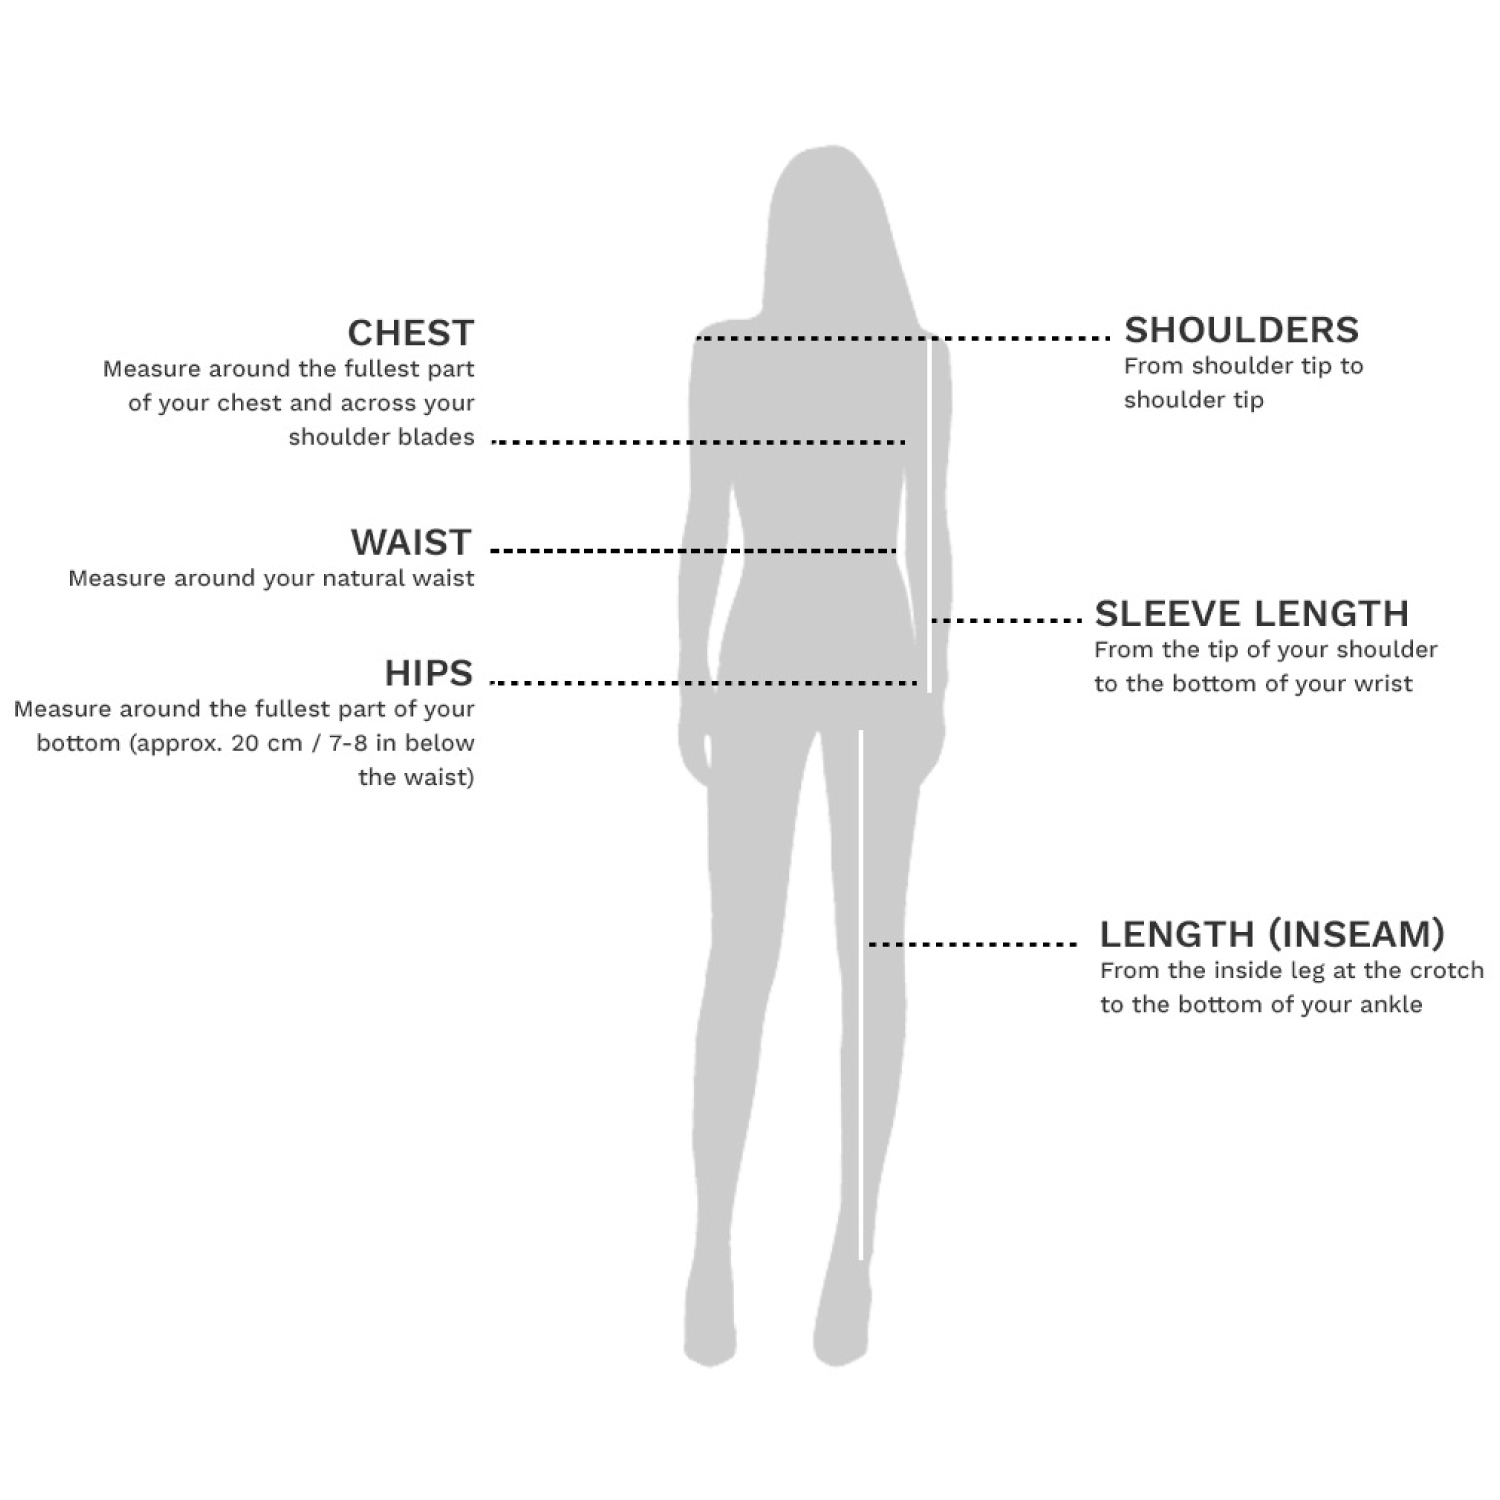 CHEST
Measure around the fullest part
of your chest and across your
shoulder blades
WAIST
Measure around your natural waist
HIPS
Measure around the fullest part of your
bottom (approx. 20 cm / 7-8 in below
the waist)
SHOULDERS
From shoulder tip to
shoulder tip
SLEEVE LENGTH
From the tip of your shoulder
to the bottom of your wrist
LENGTH (INSEAM)
From the inside leg at the crotch
to the bottom of your ankle